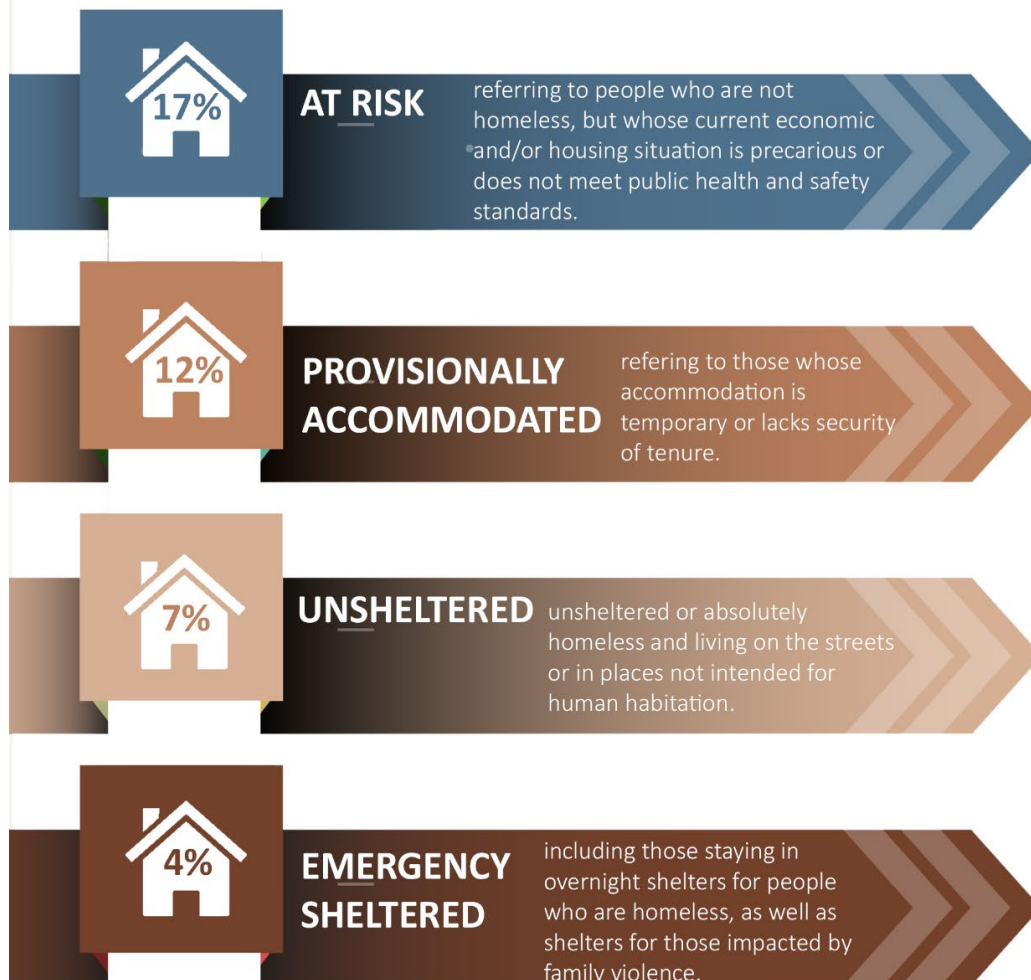 17%
AT RISK
referring to people who are not
homeless, but whose current economic
and/or housing situation is precarious or
does not meet public health and safety
standards.
12%
PROVISIONALLY
ACCOMMODATED
refering to those whose
accommodation is
temporary or lacks security
of tenure.
7%
UNSHELTERED
unsheltered or absolutely
homeless and living on the streets
or in places not intended for
human habitation.
4%
EMERGENCY
SHELTERED
including those staying in
overnight shelters for people
who are homeless, as well as
shelters for those impacted by
family violence.